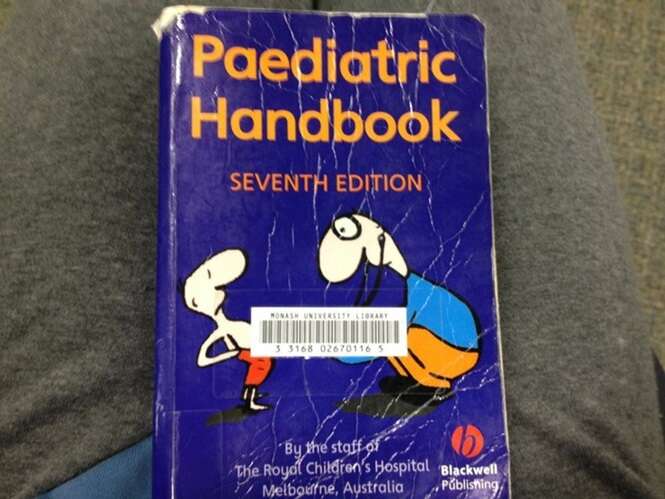 Paediatric
Handbook
SEVENTH EDITION
MONASH UNIVERSITY LIBRARY
3 3168 02670116 5
By the staff of
The Royal Children's Hospital
Melbourne, Australia
Blackwell
Publishing